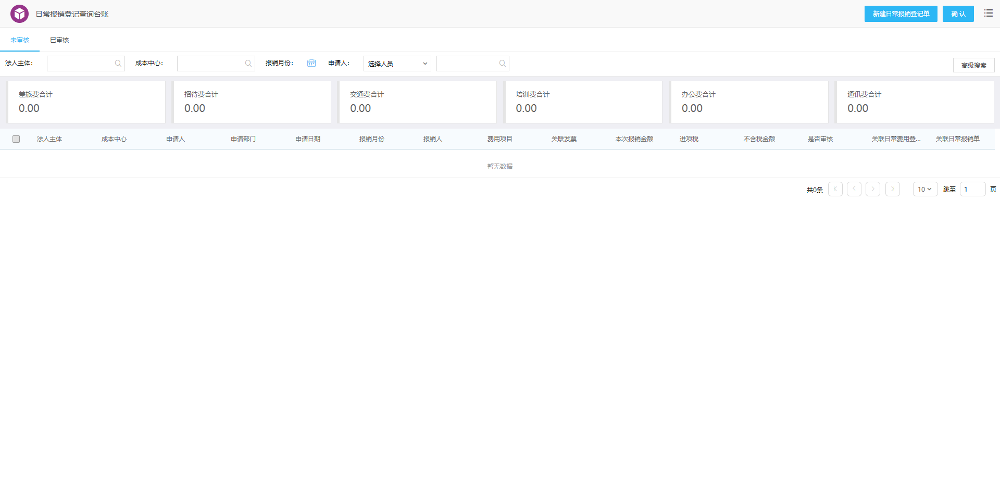 日常报销登记查询台账
新建日常报销登记单
确 认
未审核
已审核
法人主体：
成本中心：
报销月份：
申请人：
选择人员
高级搜索
差旅费合计
0.00
招待费合计
0.00
交通费合计
0.00
培训费合计
0.00
办公费合计
0.00
通讯费合计
0.00
法人主体 成本中心 申请人 申请部门 申请日期 报销月份 报销人 费用项目 关联发票 本次报销金额 进项税 不含税金额 是否审核 关联日常费用登... 关联日常报销单
暂无数据
共0条 10 跳至 1 页